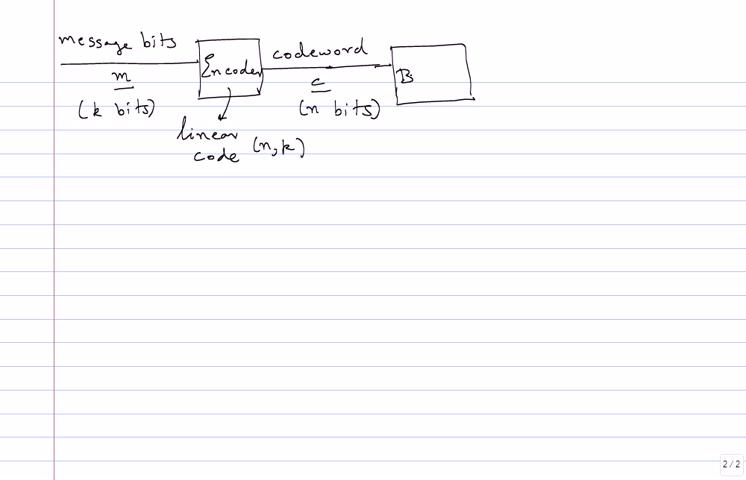 message bits
Encoder
codeword
B
m
(k bits)
c
(n bits)
linear
code (n,k)
2/2